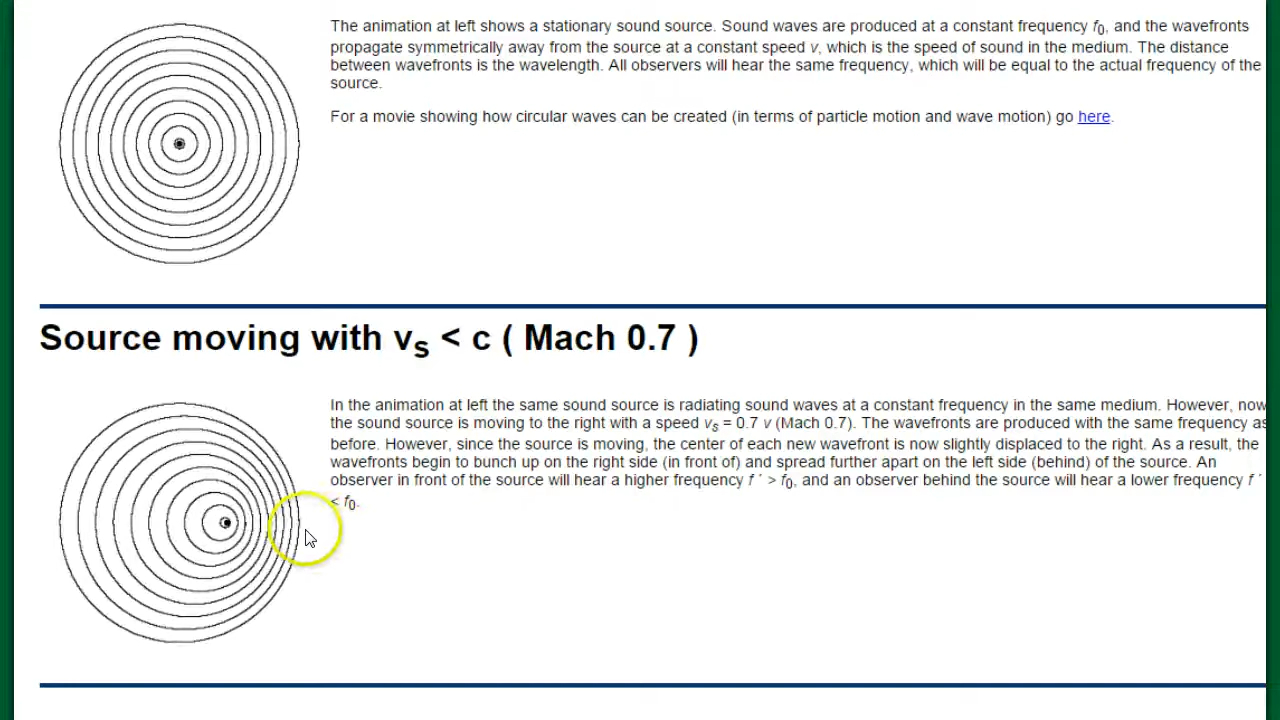 The animation at left shows a stationary sound source. Sound waves are produced at a constant frequency f0, and the wavefronts
propagate symmetrically away from the source at a constant speed v, which is the speed of sound in the medium. The distance
between wavefronts is the wavelength. All observers will hear the same frequency, which will be equal to the actual frequency of the
source.
For a movie showing how circular waves can be created (in terms of particle motion and wave motion) go here.
Source moving with vs < c ( Mach 0.7 )
In the animation at left the same sound source is radiating sound waves at a constant frequency in the same medium. However, now
the sound source is moving to the right with a speed vs = 0.7 v (Mach 0.7). The wavefronts are produced with the same frequency as
before. However, since the source is moving, the center of each new wavefront is now slightly displaced to the right. As a result, the
wavefronts begin to bunch up on the right side (in front of) and spread further apart on the left side (behind) of the source. An
observer in front of the source will hear a higher frequency f ´ > f0, and an observer behind the source will hear a lower frequency f ´
< f0.